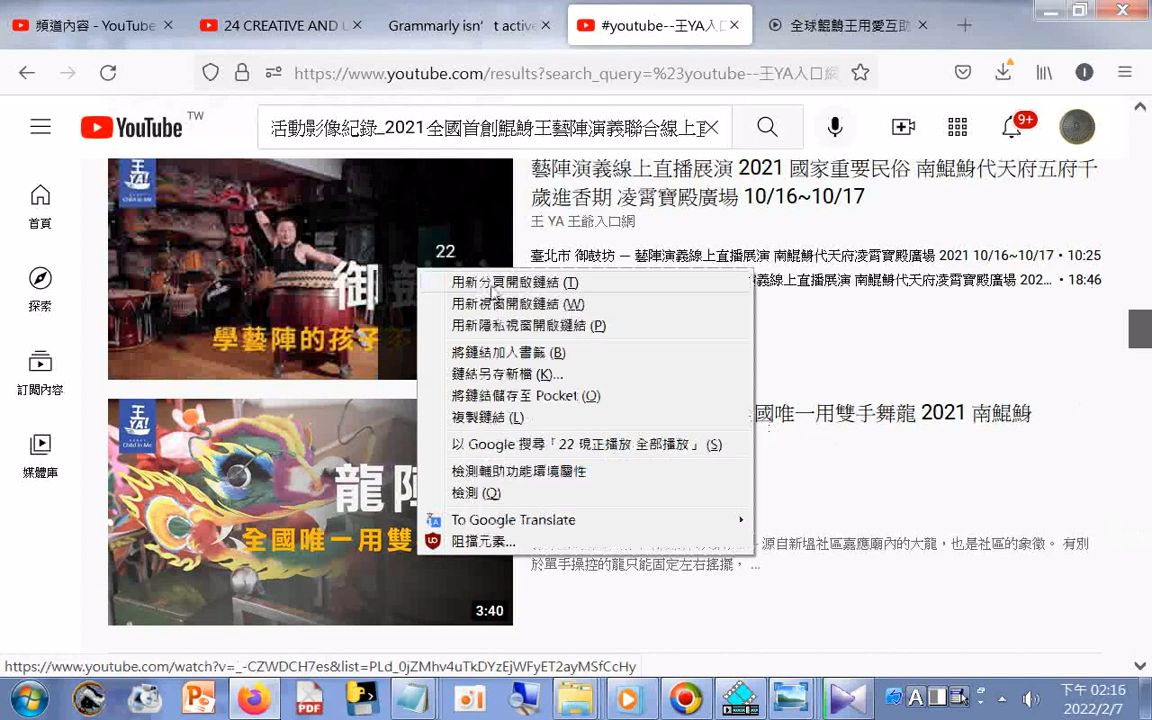 頻道內容 - YouTube
24 CREATIVE AND U
Grammarly isn't active
#youtube--王YA入口
全球鯤鯓王用愛互助
https://www.youtube.com/results?search_query=%23youtube--王YA入口網
YouTube
TW
活動影像紀錄_2021全國首創鯤鯓王藝陣演義聯合線上
9+
首頁
探索
訂閱內容
媒體庫
王YA!
Child in Me
御
學藝陣的孩子不
22
藝陣演義線上直播展演 2021 國家重要民俗 南鯤鯓代天府五府千
歲進香期 凌霄寶殿廣場 10/16~10/17
王 YA 王爺入口網
臺北市 御鼓坊 – 藝陣演義線上直播展演 南鯤鯓代天府凌霄寶殿廣場 2021 10/16~10/17 • 10:25
藝陣演義線上直播展演 南鯤鯓代天府凌霄寶殿廣場 202... • 18:46
用新分頁開啟鏈結 (T)
用新視窗開啟鏈結 (W)
用新隱私視窗開啟鏈結 (P)
將鏈結加入書籤 (B)
鏈結另存新檔 (K)...
將鏈結儲存至 Pocket (O)
複製鏈結 (L)
以 Google 搜尋「22 現正播放 全部播放」 (S)
檢測輔助功能環境屬性
檢測 (Q)
To Google Translate
阻擋元素...
王YA!
Child in Me
龍陣
全國唯一用雙
3:40
國唯一用雙手舞龍 2021 南鯤鯓
源自新塭社區嘉應廟內的大龍，也是社區的象徵。 有別
於單手操控的龍只能固定左右搖擺， ...
https://www.youtube.com/watch?v=_-CZWDCH7es&list=PLd_0jZMhv4uTkDYzEjWFyET2ayMSfCcHy
下午 02:16
2022/2/7